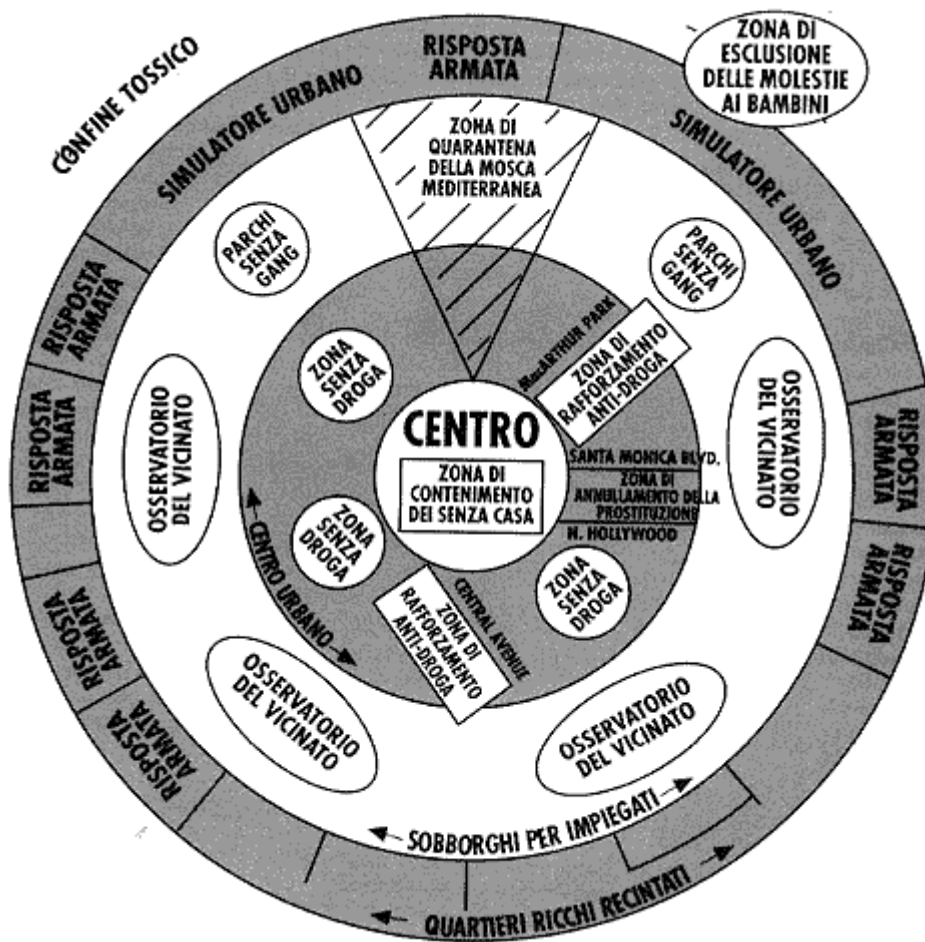 CONFINE TOSSICO
SIMULATORE URBANO
RISPOSTA
ARMATA
ZONA DI
ESCLUSIONE
DELLE MOLESTIE
AI BAMBINI
SIMULATORE URBANO
ZONA DI
QUARANTENA
DELLA MOSCA
MEDITERRANEA
PARCHI
SENZA
GANG
PARCHI
SENZA
GANG
RISPOSTA
ARMATA
RISPOSTA
ARMATA
OSSERVATORIO
DEL VICINATO
ZONA
SENZA
DROGA
MacARTHUR PARK
ZONA DI
RAFFORZAMENTO
ANTI-DROGA
OSSERVATORIO
DEL VICINATO
RISPOSTA
ARMATA
CENTRO
ZONA DI
CONTENIMENTO
DEI SENZA CASA
SANTA MONICA BLVD.
ZONA DI
ANNULLAMENTO DELLA
PROSTITUZIONE
N. HOLLYWOOD
RISPOSTA
ARMATA
ZONA
SENZA
DROGA
CENTRO URBANO
CENTRAL AVENUE
ZONA DI
RAFFORZAMENTO
ANTI-DROGA
ZONA
SENZA
DROGA
RISPOSTA
ARMATA
RISPOSTA
ARMATA
OSSERVATORIO
DEL VICINATO
OSSERVATORIO
DEL VICINATO
SOBBORGHI PER IMPIEGATI
QUARTIERI RICCHI RECINTATI